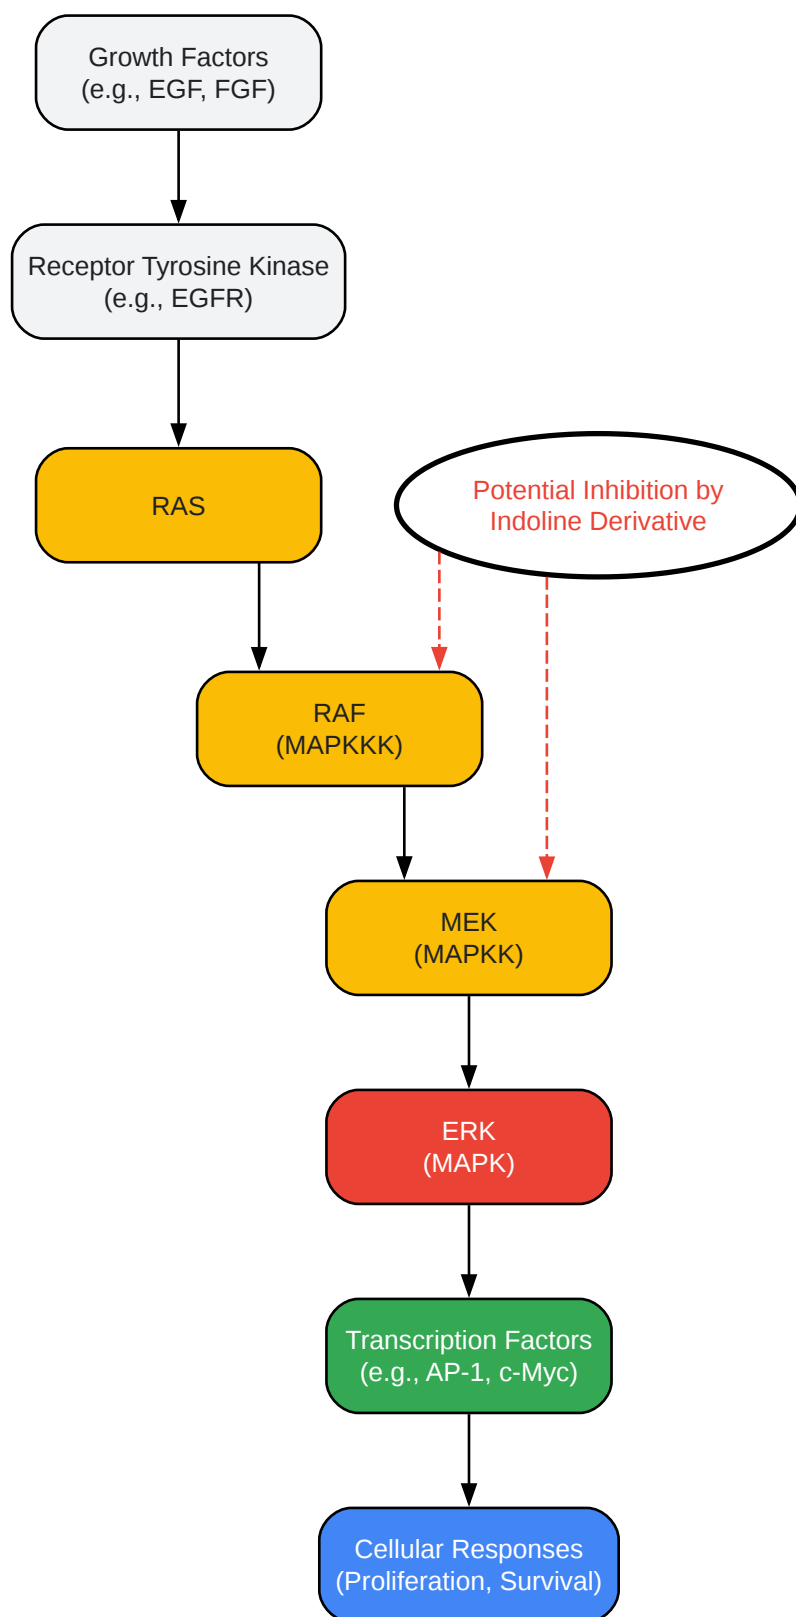 Growth Factors
(e.g., EGF, FGF)
Receptor Tyrosine Kinase
(e.g., EGFR)
RAS
Potential Inhibition by
Indoline Derivative
RAF
(MAPKKK)
MEK
(MAPKK)
ERK
(MAPK)
Transcription Factors
(e.g., AP-1, c-Myc)
Cellular Responses
(Proliferation, Survival)